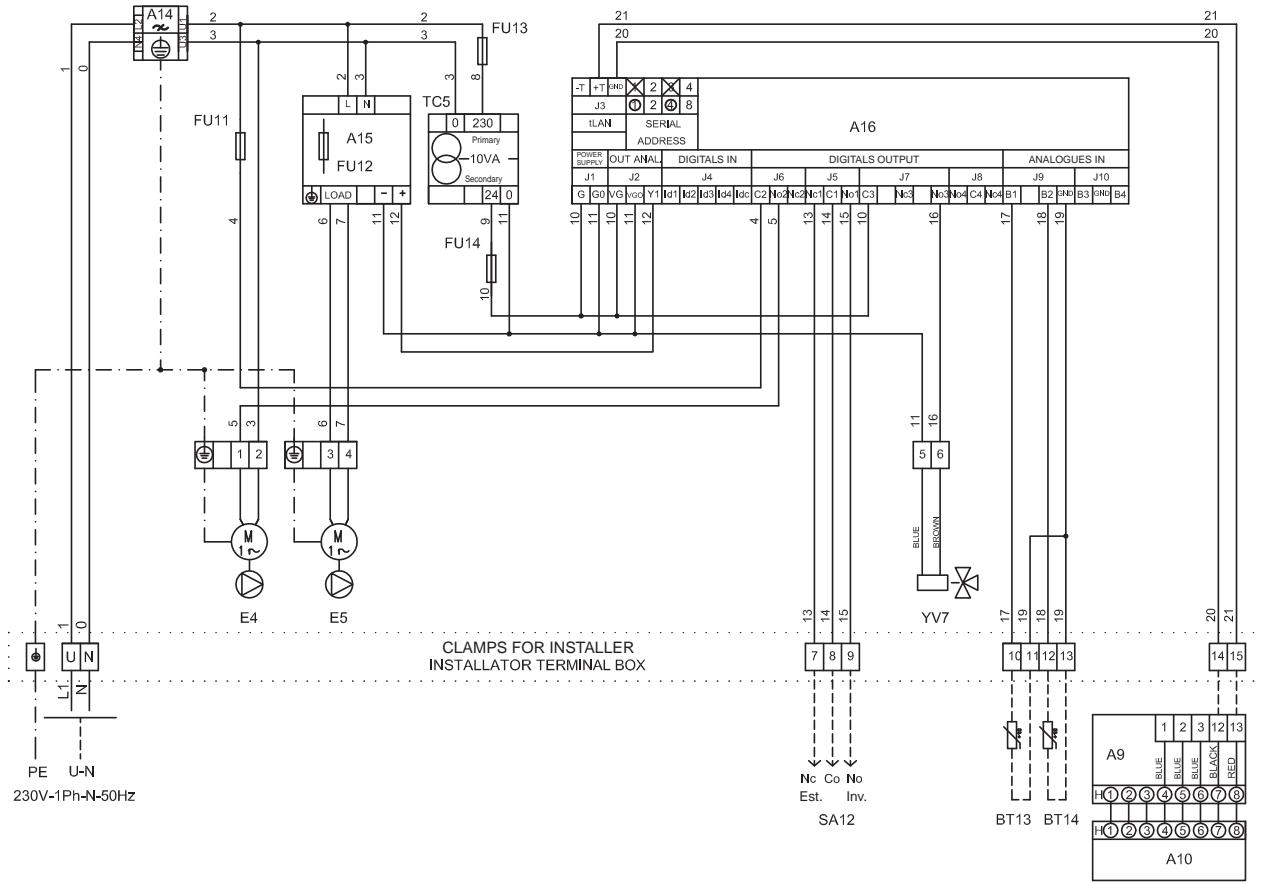 A14
L2 U1
N4 U3
2 2
3 3
FU13
21 21
20 20
1 0
2 3
3 8
TC5
FU11
L N
A15
FU12
LOAD - +
0 230
Primary
10VA
Secondary
24 0
-T +T GND 1 2 3 4
J3 1 2 4 8
tLAN SERIAL
ADDRESS
A16
POWER SUPPLY OUT ANAL. DIGITALS IN DIGITALS OUTPUT ANALOGUES IN
J1 J2 J4 J6 J5 J7 J8 J9 J10
G G0 VG VG0 Y1 Id1 Id2 Id3 Id4 Idc C2 No2 Nc2 Nc1 C1 No1 C3 Nc3 No3 No4 C4 Nc4 B1 B2 GND B3 GND B4
4 6 7 11 12 9 11
10 11 10 11 12 4 5 13 14 15 10 16 17 18 19
FU14
10
5 3 6 7
11 16
1 2 3 4
5 6
M
1~
M
1~
BLUE BROWN
E4 E5
YV7
1 0
13 14 15
17 19 18 19
20 21
CLAMPS FOR INSTALLER
INSTALLATOR TERMINAL BOX
U N
7 8 9
10 11 12 13
14 15
L1 N
PE U-N
230V-1Ph-N-50Hz
Nc Co No
Est. Inv.
SA12
BT13 BT14
1 2 3 12 13
A9
BLUE BLUE BLUE BLACK RED
H 1 2 3 4 5 6 7 8
H 1 2 3 4 5 6 7 8
A10